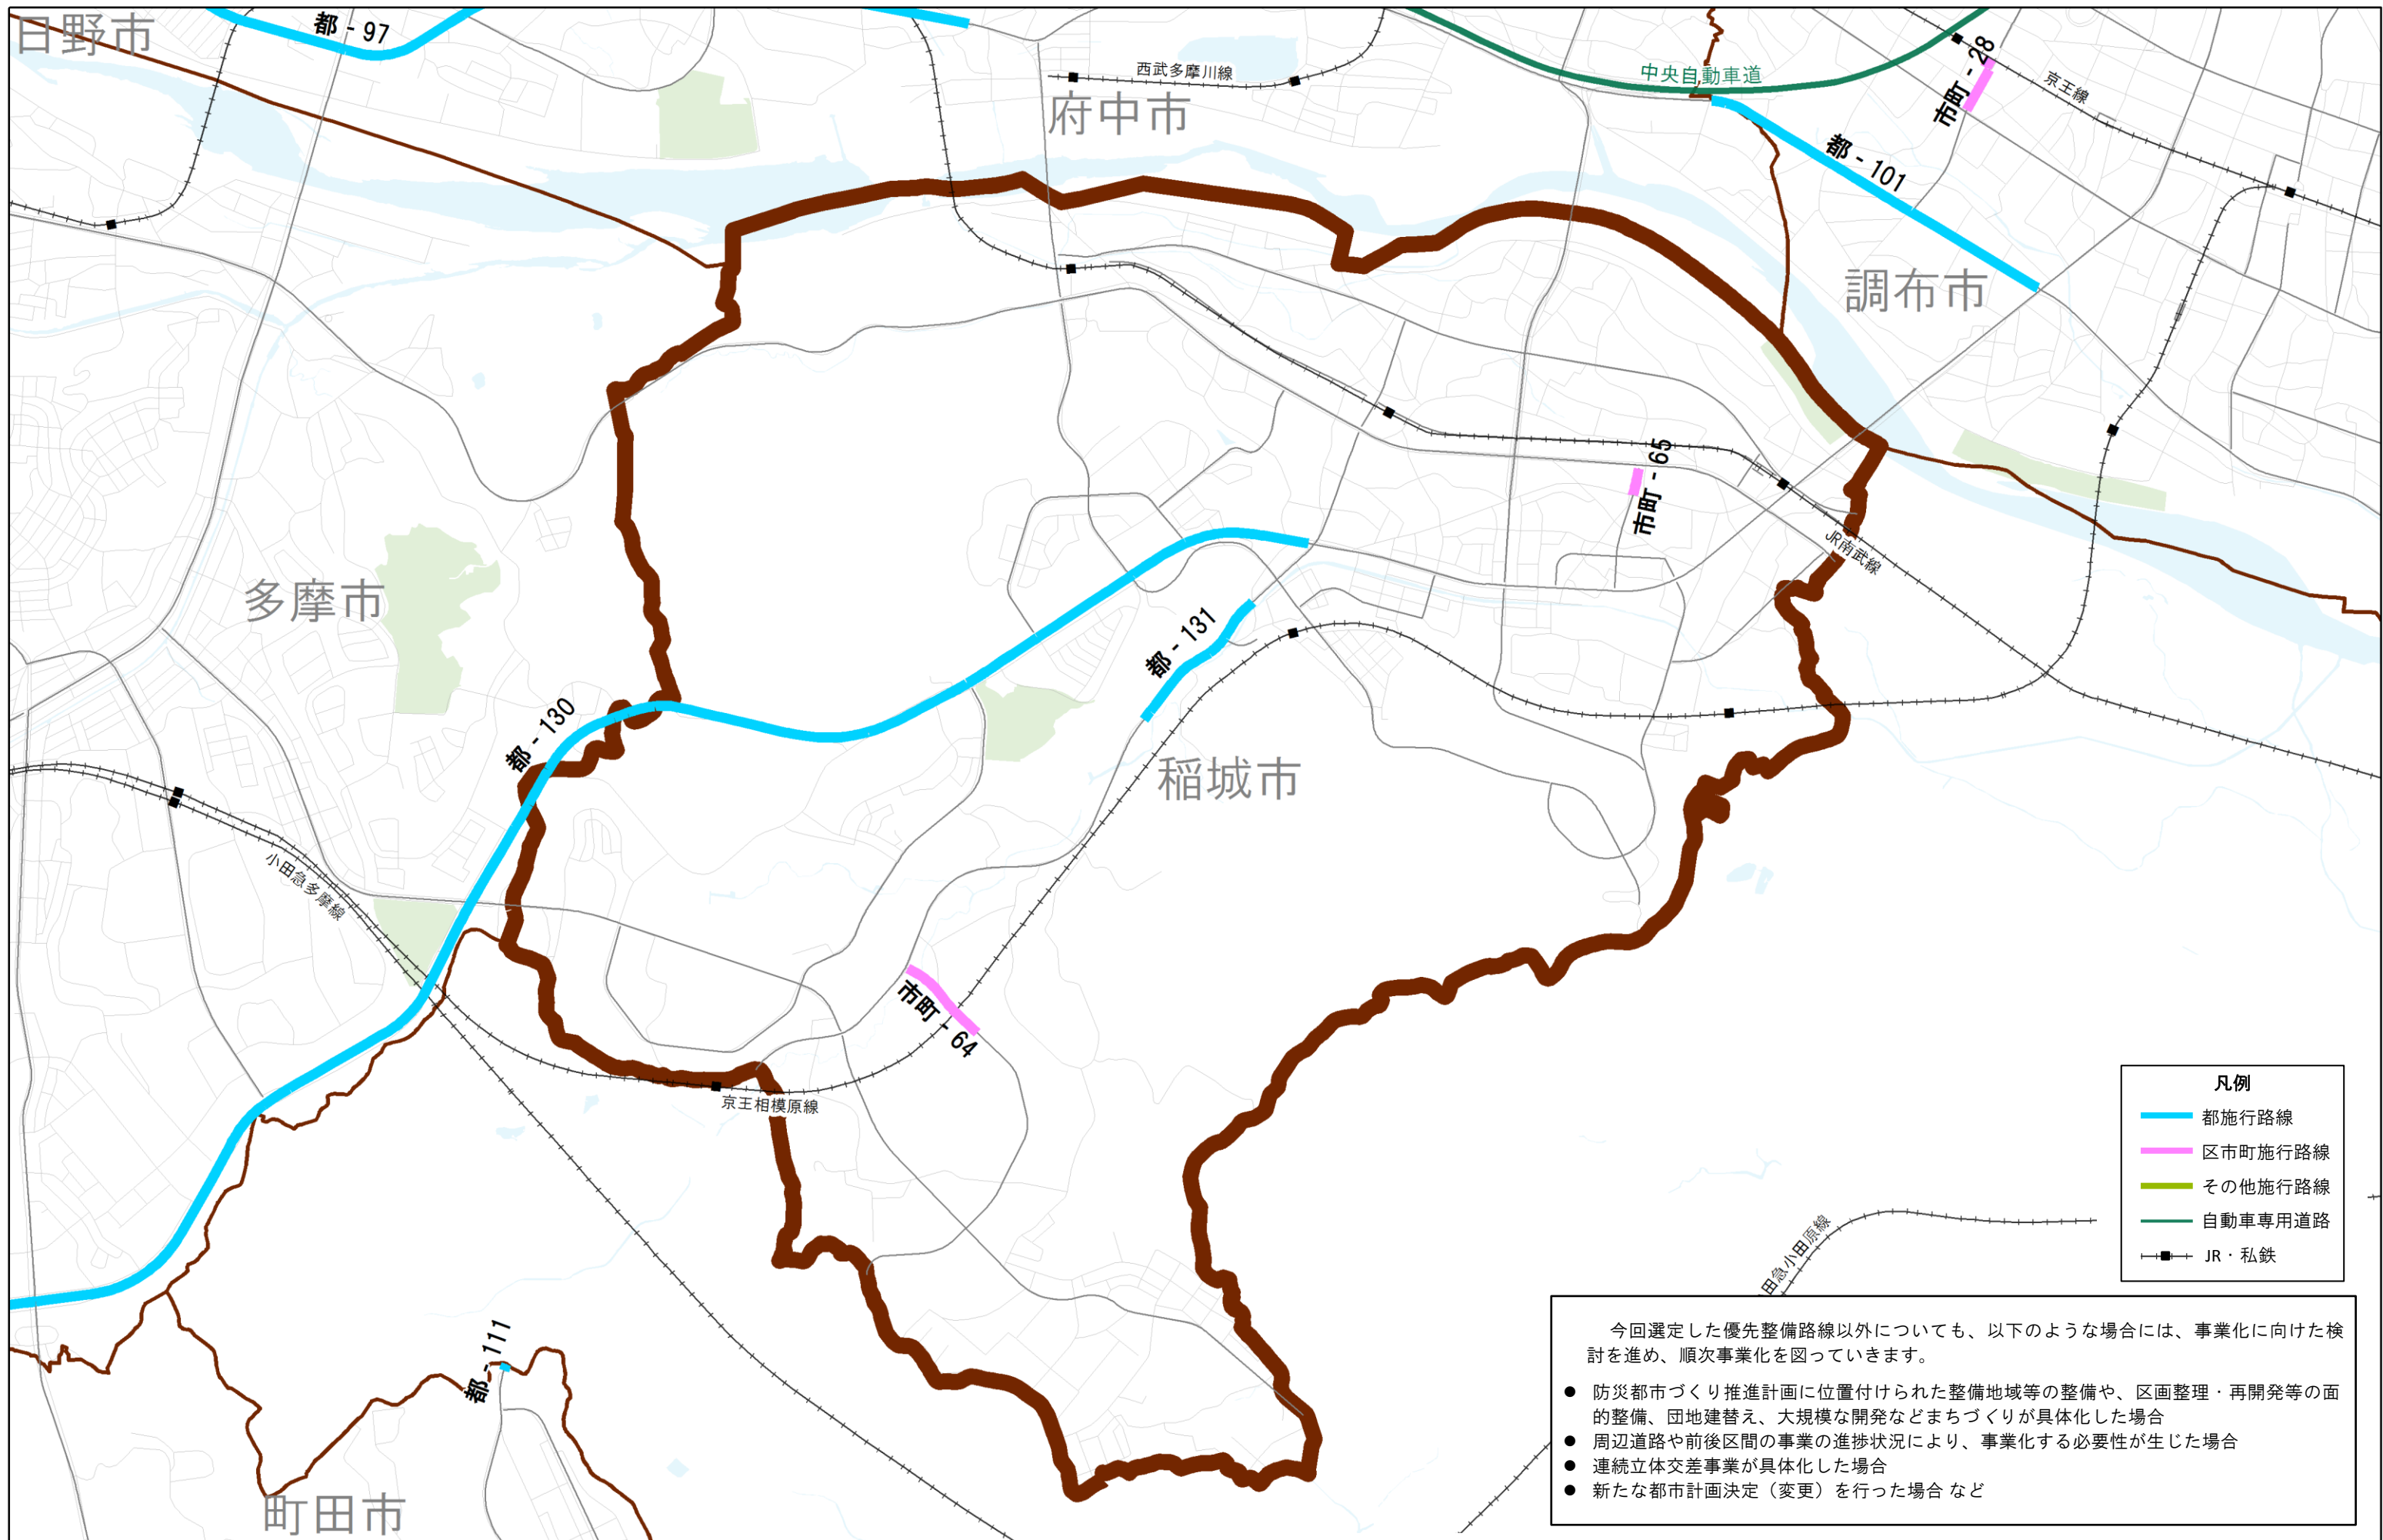 日野市
都 - 97
西武多摩川線
府中市
中央自動車道
市町 - 28
京王線
都 - 101
調布市
市町 - 65
JR南武線
多摩市
都 - 131
都 - 130
稲城市
小田急多摩線
市町 - 64
京王相模原線
田急小田原線
都 - 111
町田市
凡例
都施行路線
区市町施行路線
その他施行路線
自動車専用道路
JR・私鉄
今回選定した優先整備路線以外についても、以下のような場合には、事業化に向けた検
討を進め、順次事業化を図っていきます。
● 防災都市づくり推進計画に位置付けられた整備地域等の整備や、区画整理・再開発等の面
的整備、団地建替え、大規模な開発などまちづくりが具体化した場合
● 周辺道路や前後区間の事業の進捗状況により、事業化する必要性が生じた場合
● 連続立体交差事業が具体化した場合
● 新たな都市計画決定（変更）を行った場合 など